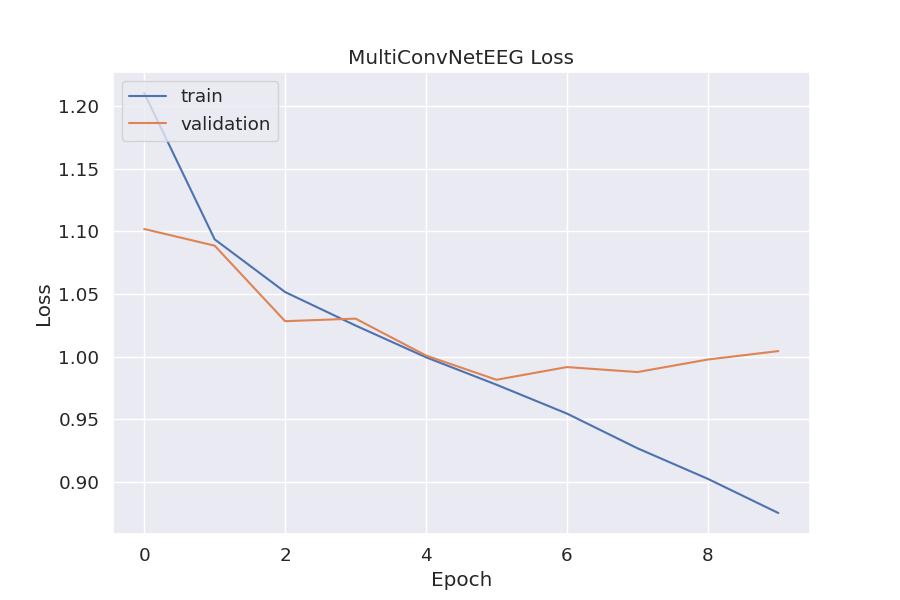 MultiConvNetEEG Loss
train
validation
1.20
1.15
1.10
1.05
1.00
0.95
0.90
Loss
0 2 4 6 8
Epoch